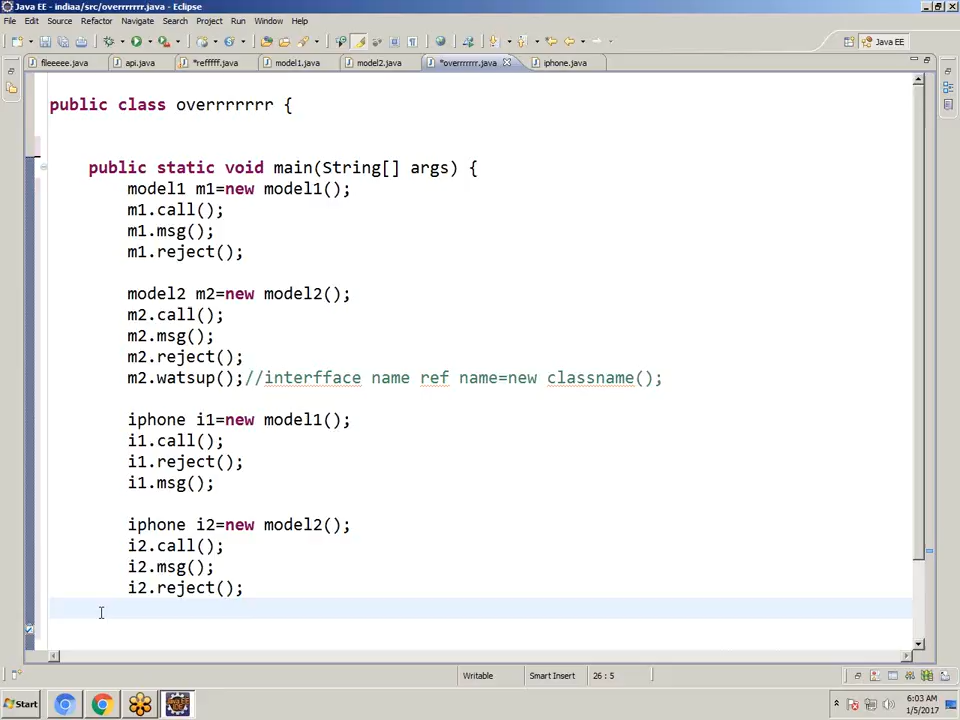 Java EE - indiaa/src/overrrrrrr.java - Eclipse
File Edit Source Refactor Navigate Search Project Run Window Help
Java EE
fileeeee.java api.java *refffff.java model1.java model2.java *overrrrrrr.java iphone.java
public class overrrrrrr {
public static void main(String[] args) {
model1 m1=new model1();
m1.call();
m1.msg();
m1.reject();
model2 m2=new model2();
m2.call();
m2.msg();
m2.reject();
m2.watsup();//interfface name ref name=new classname();
iphone i1=new model1();
i1.call();
i1.reject();
i1.msg();
iphone i2=new model2();
i2.call();
i2.msg();
i2.reject();
Writable Smart Insert 26 : 5
Start
6:03 AM
1/5/2017